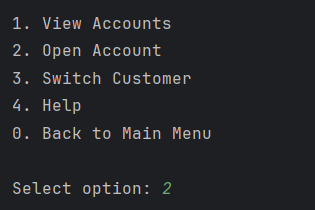 1. View Accounts
2. Open Account
3. Switch Customer
4. Help
0. Back to Main Menu
Select option: 2